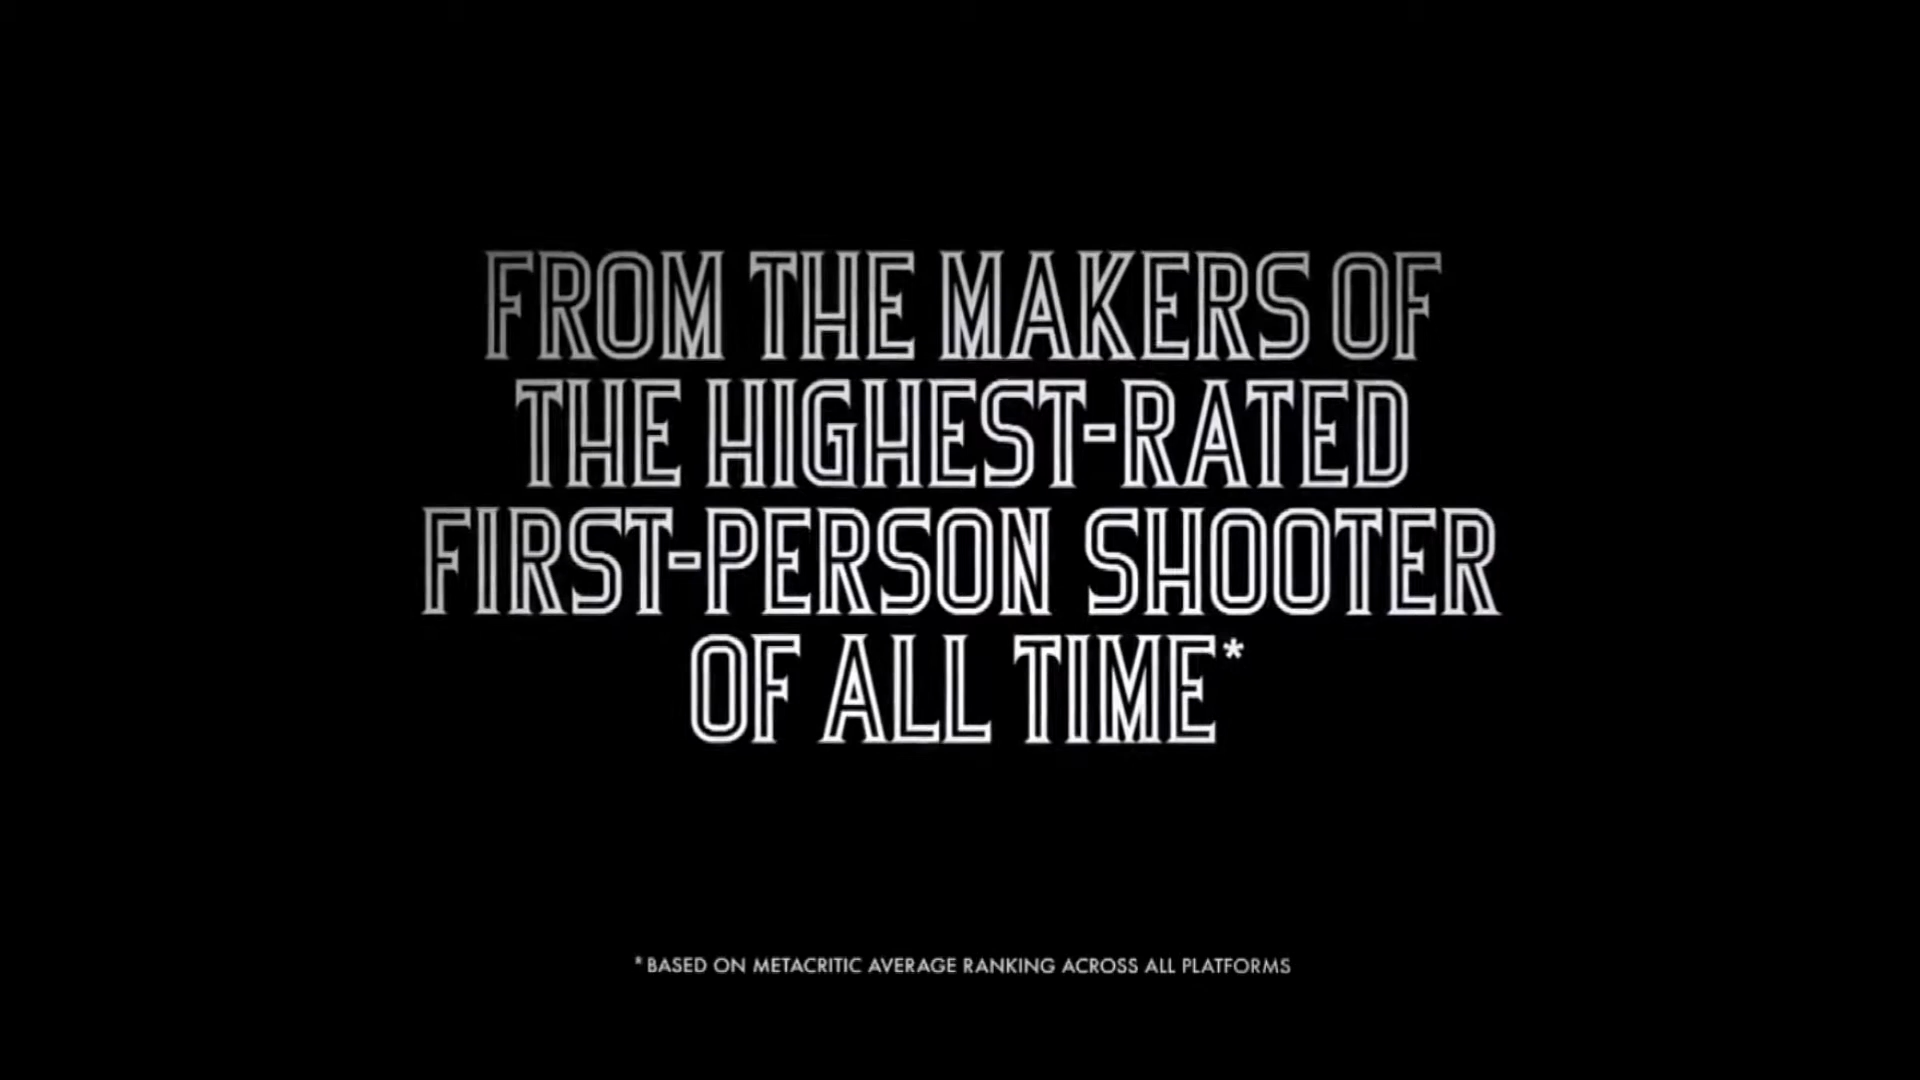 FROM THE MAKERS OF
THE HIGHEST-RATED
FIRST-PERSON SHOOTER
OF ALL TIME*
*BASED ON METACRITIC AVERAGE RANKING ACROSS ALL PLATFORMS